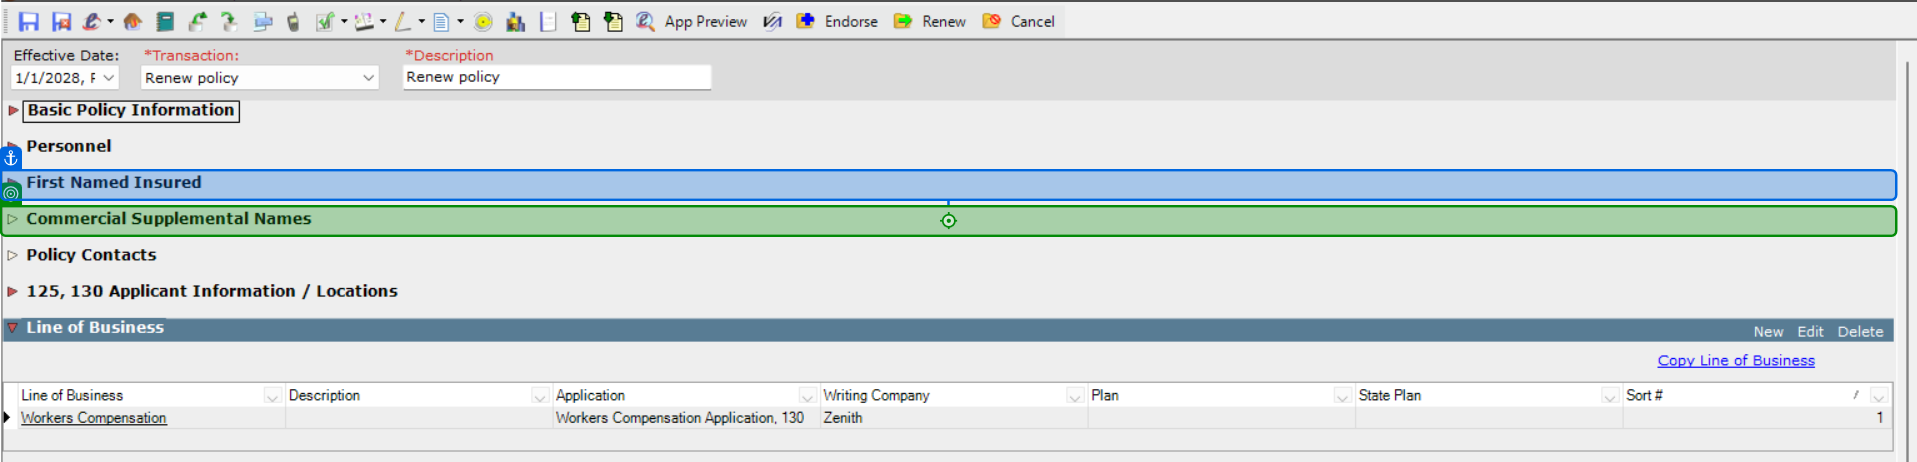 App Preview Endorse Renew Cancel
Effective Date: *Transaction: *Description
1/1/2028, Renew policy Renew policy
Basic Policy Information
Personnel
First Named Insured
Commercial Supplemental Names
Policy Contacts
125, 130 Applicant Information / Locations
Line of Business New Edit Delete
Copy Line of Business
Line of Business Description Application Writing Company Plan State Plan Sort #
Workers Compensation Workers Compensation Application, 130 Zenith 1